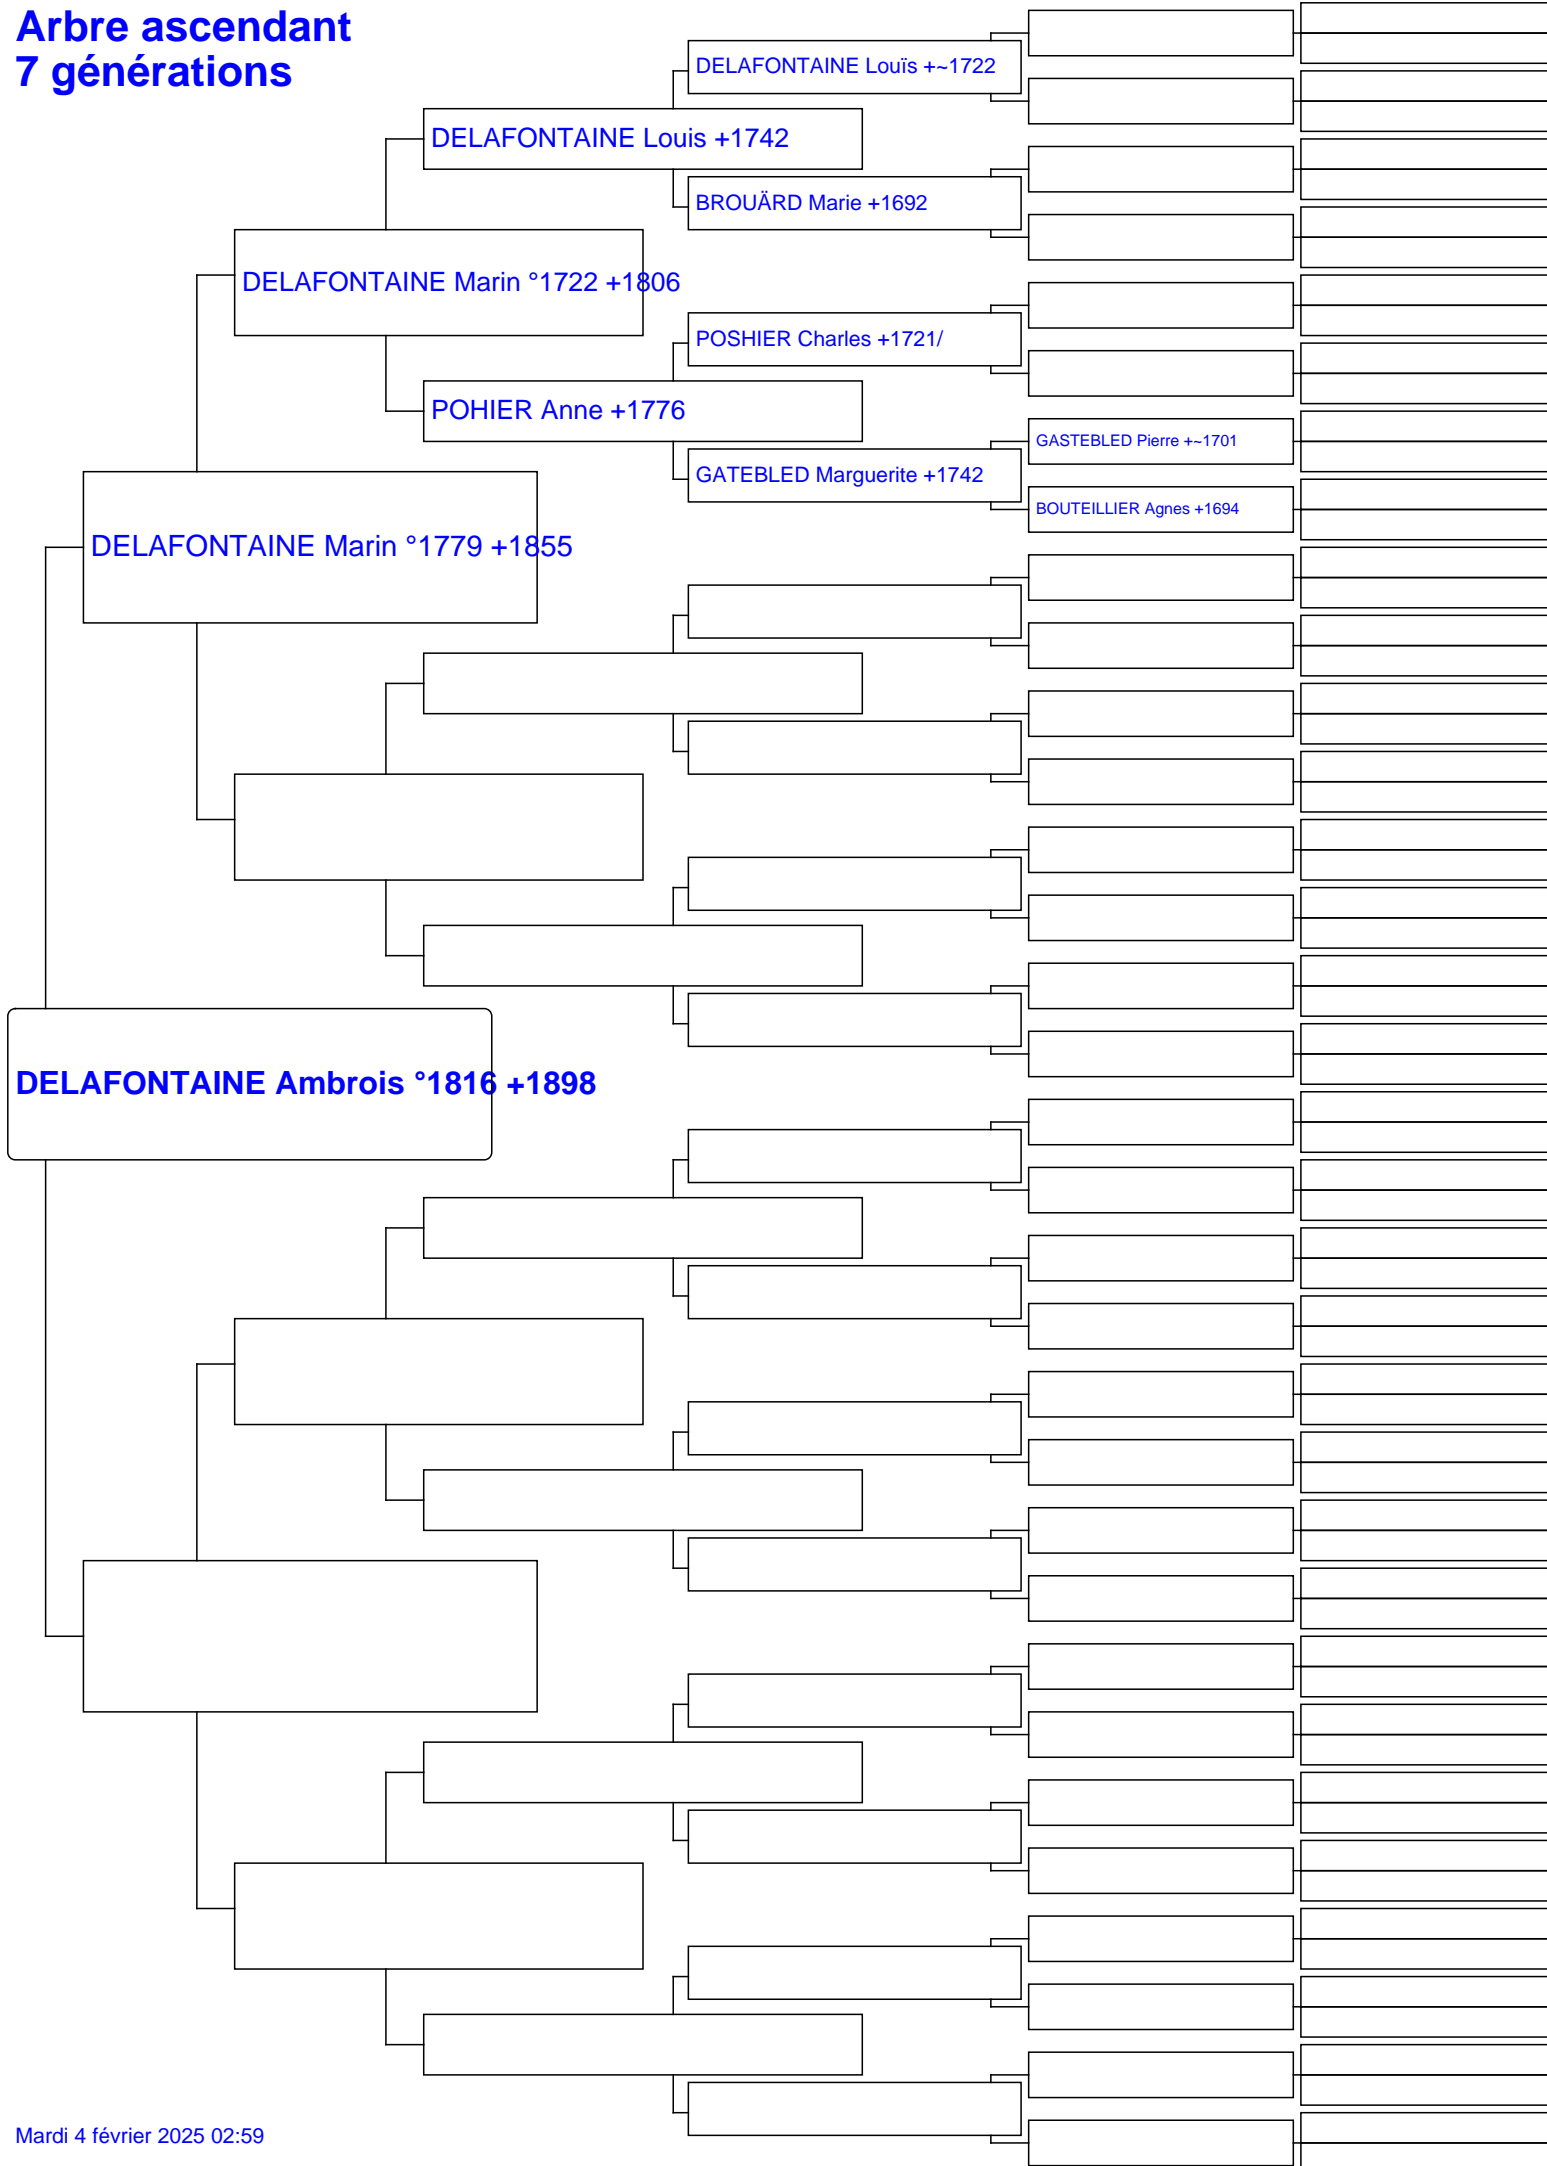 Arbre ascendant
7 générations
DELAFONTAINE Louïs +~1722
DELAFONTAINE Louis +1742
BROUÄRD Marie +1692
DELAFONTAINE Marin °1722 +1806
POSHIER Charles +1721/
POHIER Anne +1776
GASTEBLED Pierre +~1701
GATEBLED Marguerite +1742
BOUTEILLIER Agnes +1694
DELAFONTAINE Marin °1779 +1855
DELAFONTAINE Ambrois °1816 +1898
Mardi 4 février 2025 02:59